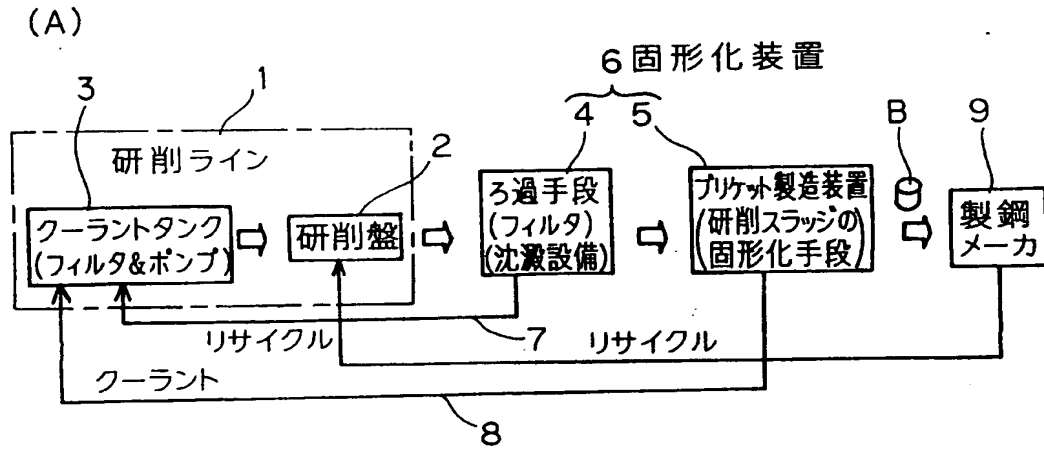 (A)
6 固形化装置
3
1
2
4
5
B
9
研削ライン
クーラントタンク
(フィルタ&ポンプ)
研削盤
ろ過手段
(フィルタ)
(沈澱設備)
ブリケット製造装置
(研削スラッジの
固形化手段)
製鋼
メーカ
リサイクル
7
リサイクル
クーラント
8